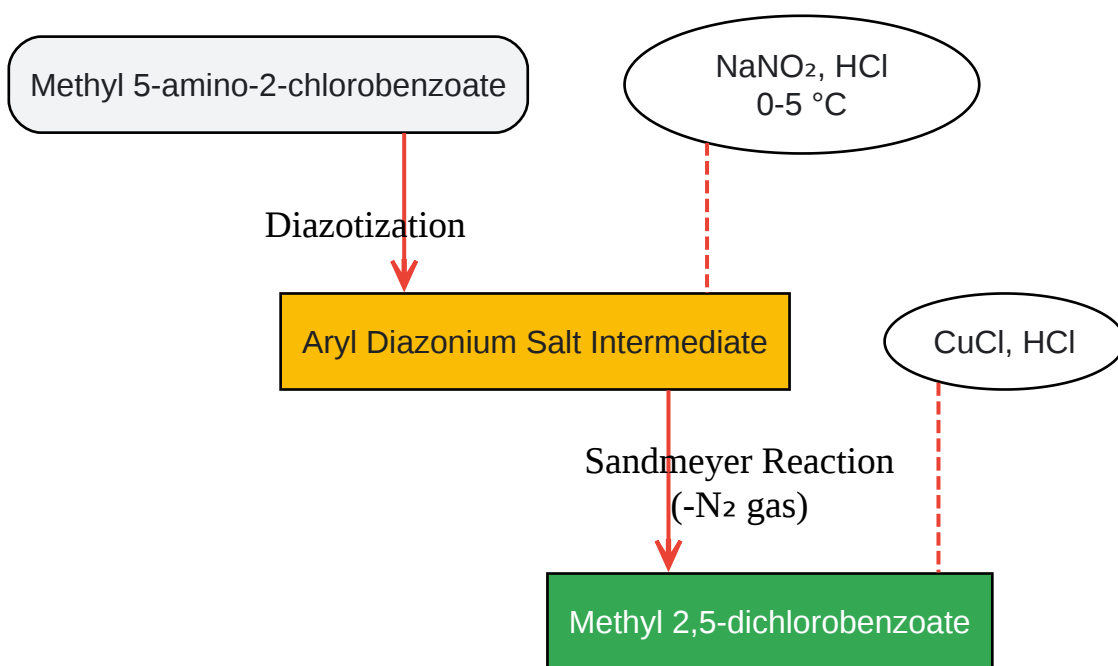 Methyl 5-amino-2-chlorobenzoate
NaNO₂, HCl
0-5 °C
Diazotization
Aryl Diazonium Salt Intermediate
CuCl, HCl
Sandmeyer Reaction
(-N₂ gas)
Methyl 2,5-dichlorobenzoate